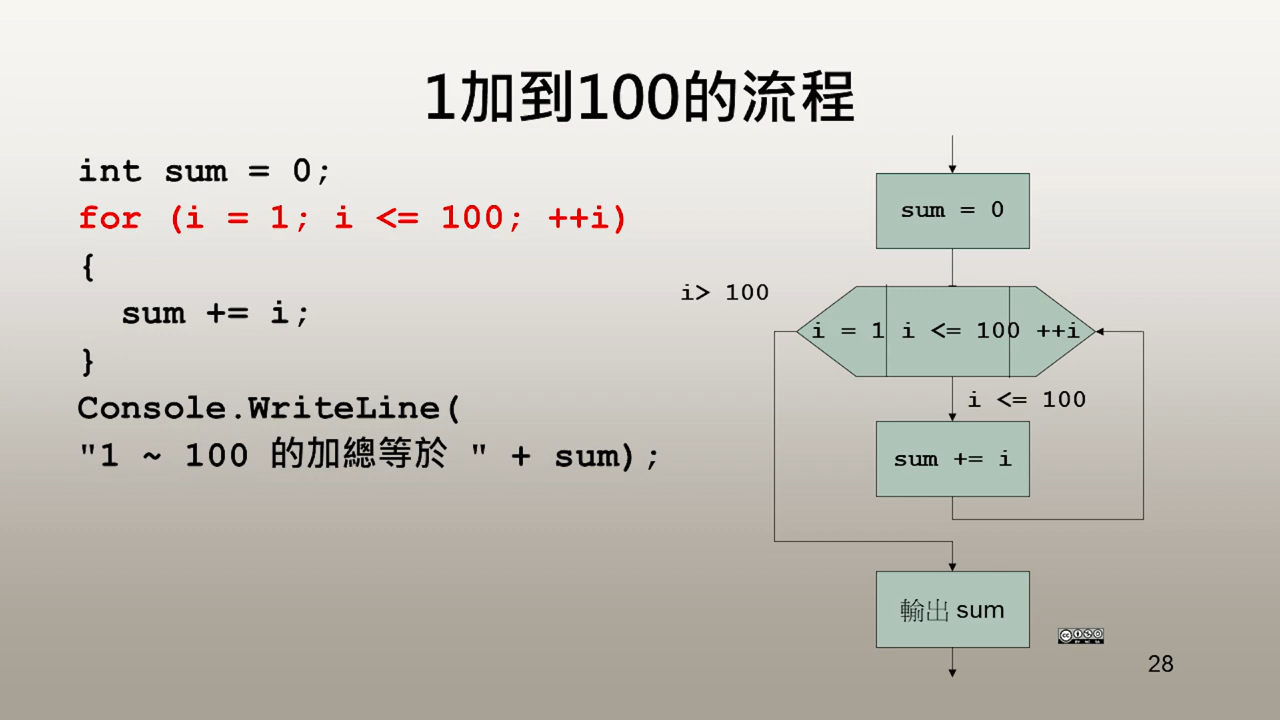 1加到100的流程
int sum = 0;
for (i = 1; i <= 100; ++i)
{
sum += i;
}
Console.WriteLine(
"1 ~ 100 的加總等於 " + sum);
sum = 0
i> 100
i = 1 i <= 100 ++i
i <= 100
sum += i
輸出 sum
28